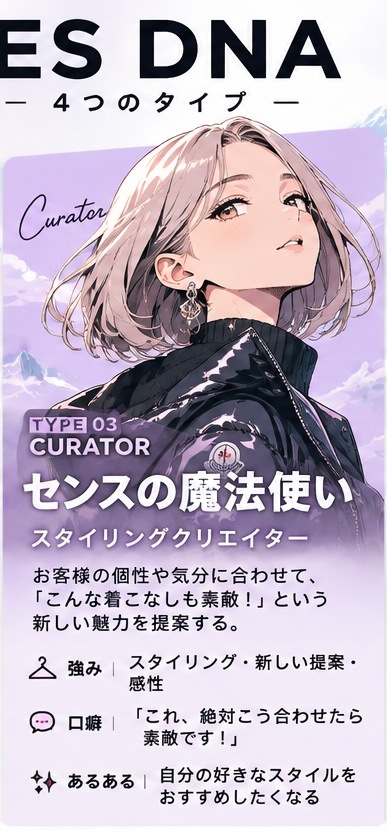 ES DNA
— 4つのタイプ —
Curator
TYPE 03
CURATOR
センスの魔法使い
スタイリングクリエイター
お客様の個性や気分に合わせて、
「こんな着こなしも素敵！」という
新しい魅力を提案する。
強み | スタイリング・新しい提案・
感性
口癖 | 「これ、絶対こう合わせたら
素敵です！」
あるある | 自分の好きなスタイルを
おすすめしたくなる